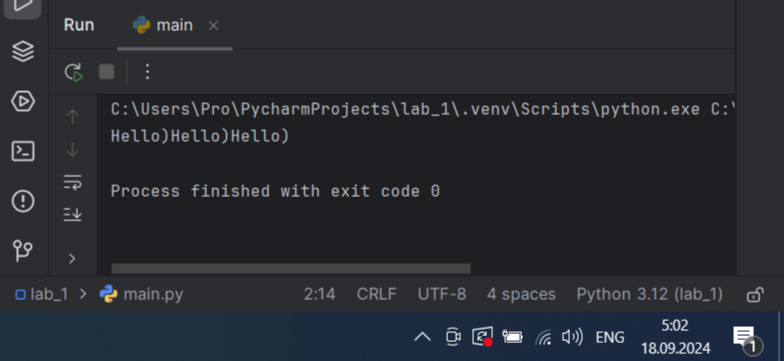 Run
main
C:\Users\Pro\PycharmProjects\lab_1\.venv\Scripts\python.exe C:\
Hello)Hello)Hello)
Process finished with exit code 0
lab_1 > main.py 2:14 CRLF UTF-8 4 spaces Python 3.12 (lab_1)
ENG
5:02
18.09.2024
1